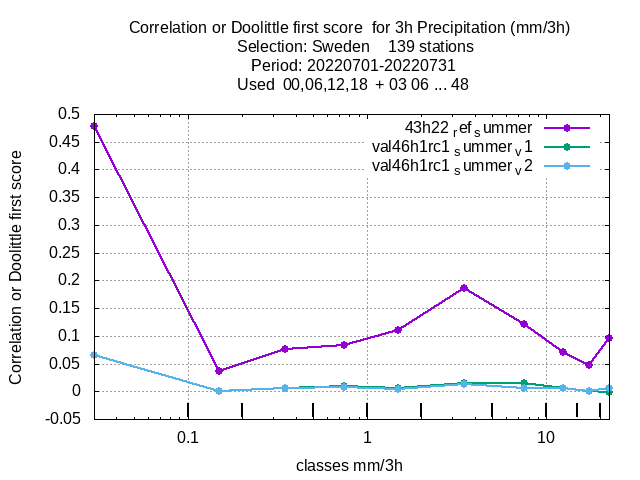 Correlation or Doolittle first score  for 3h Precipitation (mm/3h)
Selection: Sweden    139 stations
Period: 20220701-20220731
Used  00,06,12,18  + 03 06 ... 48
43h22 ref summer
val46h1rc1 summer v1
val46h1rc1 summer v2
Correlation or Doolittle first score
0.5
0.45
0.4
0.35
0.3
0.25
0.2
0.15
0.1
0.05
0
-0.05
0.1 1 10
classes mm/3h